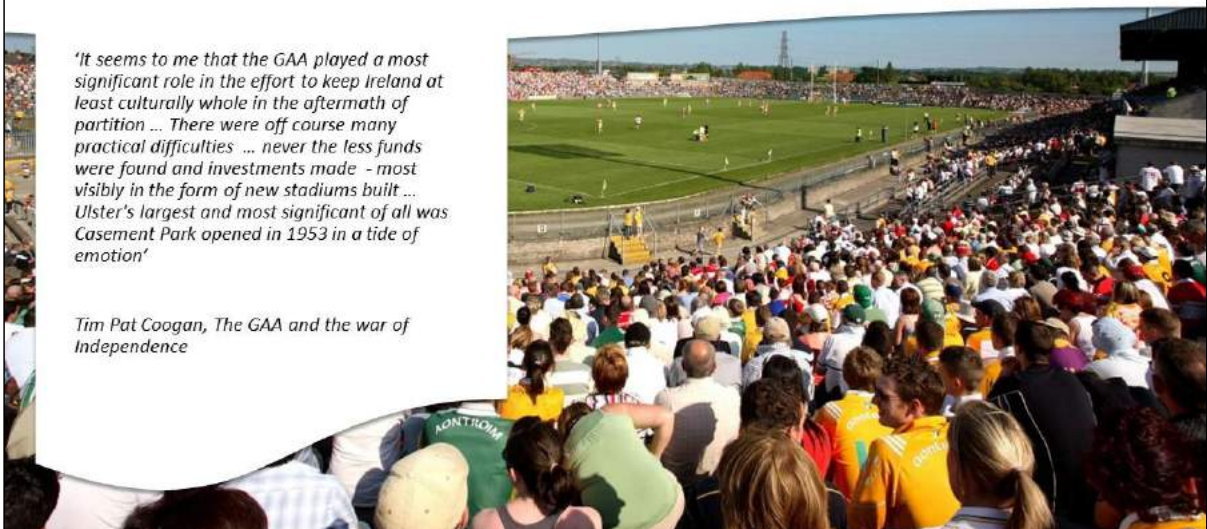 'It seems to me that the GAA played a most
significant role in the effort to keep Ireland at
least culturally whole in the aftermath of
partition ... There were off course many
practical difficulties ... never the less funds
were found and investments made - most
visibly in the form of new stadiums built ...
Ulster's largest and most significant of all was
Casement Park opened in 1953 in a tide of
emotion'
Tim Pat Coogan, The GAA and the war of
Independence
AONTROIM